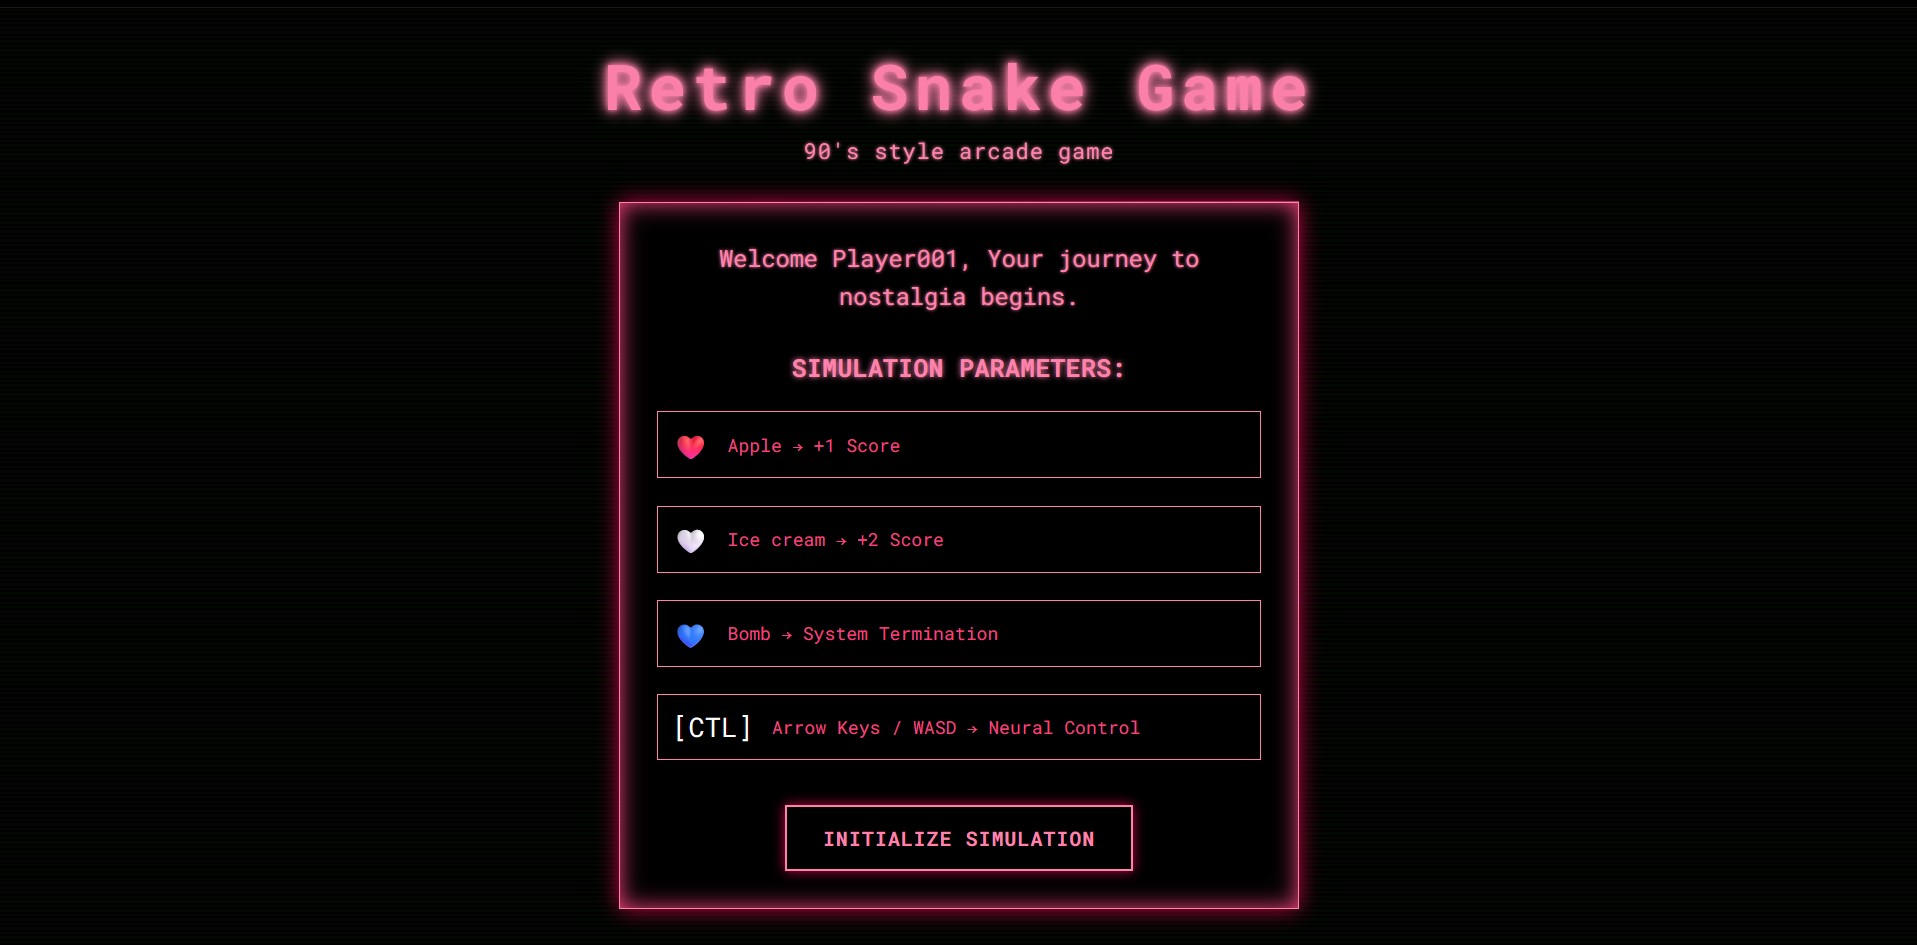 Retro Snake Game
90's style arcade game
Welcome Player001, Your journey to
nostalgia begins.
SIMULATION PARAMETERS:
Apple → +1 Score
Ice cream → +2 Score
Bomb → System Termination
[CTL] Arrow Keys / WASD → Neural Control
INITIALIZE SIMULATION